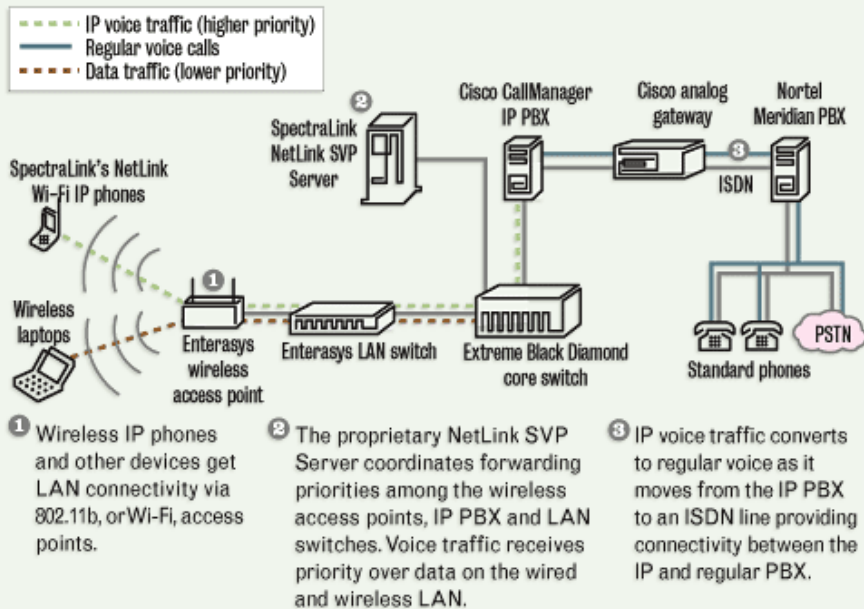 IP voice traffic (higher priority)
Regular voice calls
Data traffic (lower priority)
2
SpectraLink
NetLink SVP
Server
Cisco CallManager
IP PBX
Cisco analog
gateway
Nortel
Meridian PBX
3
ISDN
SpectraLink's NetLink
Wi-Fi IP phones
1
Wireless
laptops
Enterasys
wireless
access point
Enterasys LAN switch
Extreme Black Diamond
core switch
Standard phones
PSTN
1 Wireless IP phones
and other devices get
LAN connectivity via
802.11b, or Wi-Fi, access
points.
2 The proprietary NetLink SVP
Server coordinates forwarding
priorities among the wireless
access points, IP PBX and LAN
switches. Voice traffic receives
priority over data on the wired
and wireless LAN.
3 IP voice traffic converts
to regular voice as it
moves from the IP PBX
to an ISDN line providing
connectivity between the
IP and regular PBX.